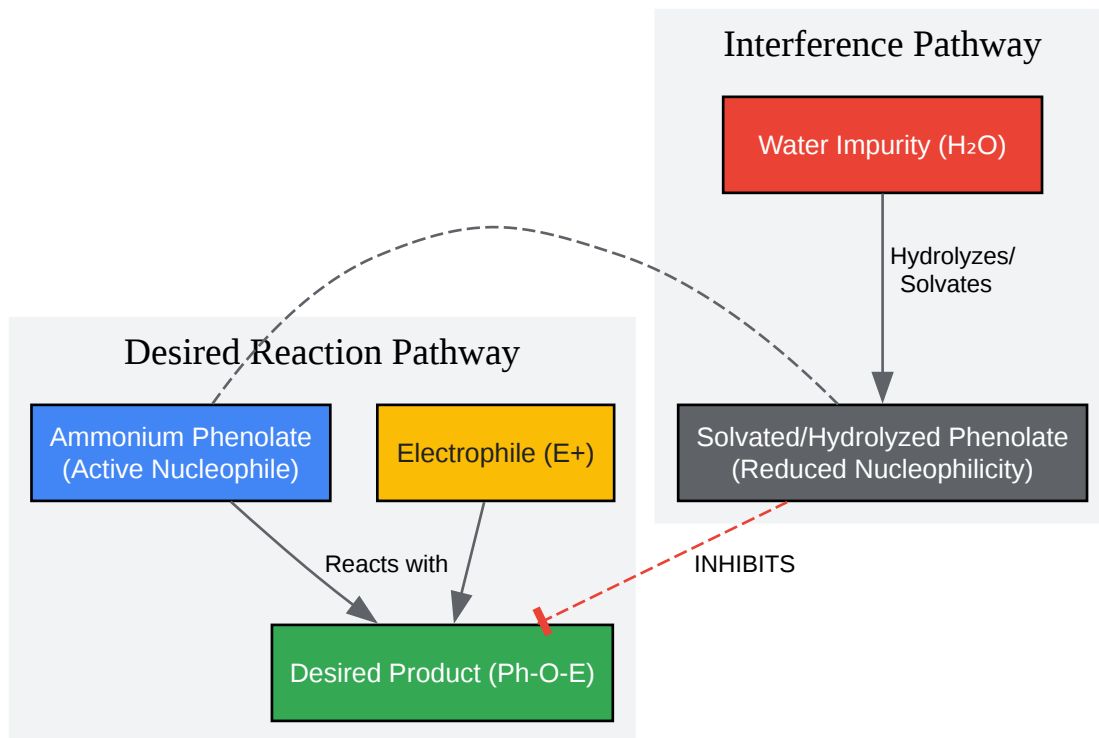 Interference Pathway
Water Impurity (H₂O)
Hydrolyzes/
Solvates
Desired Reaction Pathway
Ammonium Phenolate
(Active Nucleophile)
Electrophile (E+)
Solvated/Hydrolyzed Phenolate
(Reduced Nucleophilicity)
Reacts with
INHIBITS
Desired Product (Ph-O-E)